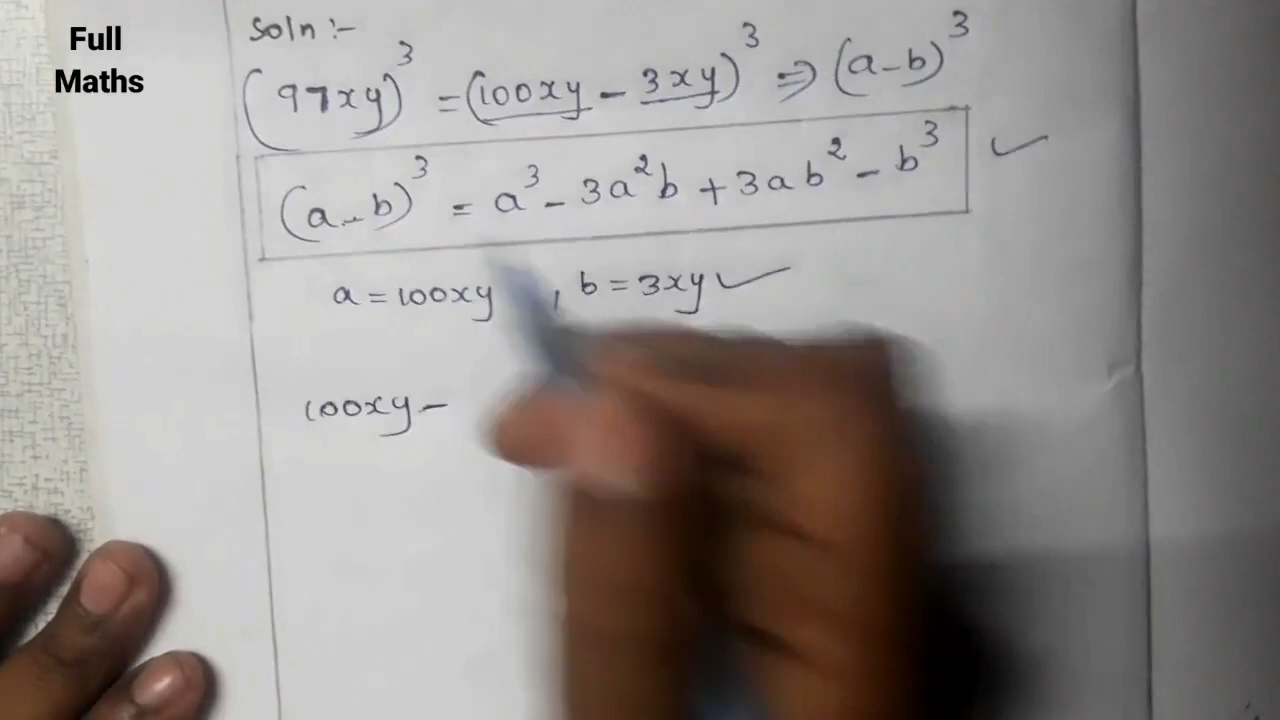 Full
Maths
Soln :-
(97xy)³ = (100xy - 3xy)³ ⇒ (a-b)³
(a-b)³ = a³ - 3a²b + 3ab² - b³ ✓
a = 100xy , b = 3xy ✓
100xy -